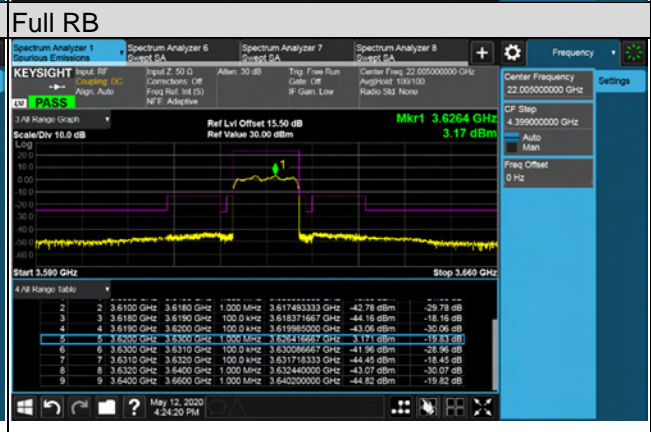 Full RB
Spectrum Analyzer 1
Spurious Emissions
Spectrum Analyzer 6
Swept SA
Spectrum Analyzer 7
Swept SA
Spectrum Analyzer 8
Swept SA
+
Frequency
KEYSIGHT
Input: RF
Coupling: DC
Align: Auto
Input Z: 50 Ω
Corrections: Off
Freq Ref: Int (S)
NFE: Adaptive
Atten: 30 dB
Trig: Free Run
Gate: Off
IF Gain: Low
Center Freq: 22.005000000 GHz
Avg|Hold: 100/100
Radio Std: None
PASS
Center Frequency
22.005000000 GHz
Settings
CF Step
4.399000000 GHz
Auto
Man
Freq Offset
0 Hz
3 All Range Graph
Scale/Div 10.0 dB
Ref Lvl Offset 15.50 dB
Ref Value 30.00 dBm
Mkr1 3.6264 GHz
3.17 dBm
Log
20.0
10.0
0.00
-10.0
-20.0
-30.0
-40.0
-50.0
-60.0
1
Start 3.590 GHz
Stop 3.660 GHz
4 All Range Table
2 2 3.6100 GHz 3.6180 GHz 1.000 MHz 3.617493333 GHz -42.78 dBm -29.78 dB
3 3 3.6180 GHz 3.6190 GHz 100.0 kHz 3.618371667 GHz -44.16 dBm -18.16 dB
4 4 3.6190 GHz 3.6200 GHz 100.0 kHz 3.619985000 GHz -43.06 dBm -30.06 dB
5 5 3.6200 GHz 3.6300 GHz 1.000 MHz 3.626416667 GHz 3.171 dBm -19.83 dB
6 6 3.6300 GHz 3.6310 GHz 100.0 kHz 3.630086667 GHz -41.96 dBm -28.96 dB
7 7 3.6310 GHz 3.6320 GHz 100.0 kHz 3.631718333 GHz -44.45 dBm -18.45 dB
8 8 3.6320 GHz 3.6400 GHz 1.000 MHz 3.632440000 GHz -43.07 dBm -30.07 dB
9 9 3.6400 GHz 3.6600 GHz 1.000 MHz 3.640200000 GHz -44.82 dBm -19.82 dB
?
May 12, 2020
4:24:20 PM